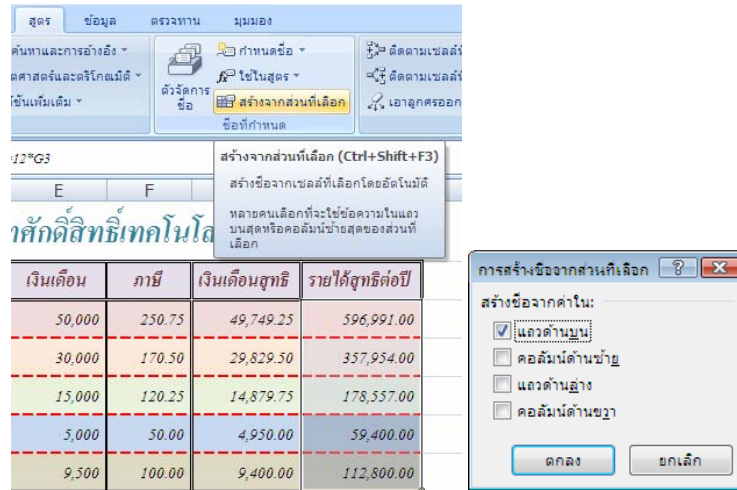 สูตร ข้อมูล ตรวจทาน มุมมอง
ค้นหาและการอ้างอิง
กำหนดชื่อ
ติดตามเซลล์
ตศาสตร์และตรีโกณมิติ
ใช้ในสูตร
ติดตามเซลล์
ชันเพิ่มเติม
ตัวจัดการ
ชื่อ
สร้างจากส่วนที่เลือก
เอาลูกศรออก
ชื่อที่กำหนด
12*G3
สร้างจากส่วนที่เลือก (Ctrl+Shift+F3)
สร้างชื่อจากเซลล์ที่เลือกโดยอัตโนมัติ
หลายคนเลือกที่จะใช้ข้อความในแถว
บนสุดหรือคอลัมน์ซ้ายสุดของส่วนที่
เลือก
E F
าศักดิ์สิทธิ์เทคโนโล
เงินเดือน ภาษี เงินเดือนสุทธิ รายได้สุทธิต่อปี
50,000 250.75 49,749.25 596,991.00
30,000 170.50 29,829.50 357,954.00
15,000 120.25 14,879.75 178,557.00
5,000 50.00 4,950.00 59,400.00
9,500 100.00 9,400.00 112,800.00
การสร้างชื่อจากส่วนที่เลือก
สร้างชื่อจากค่าใน:
แถวด้านบน
คอลัมน์ด้านซ้าย
แถวด้านล่าง
คอลัมน์ด้านขวา
ตกลง ยกเลิก